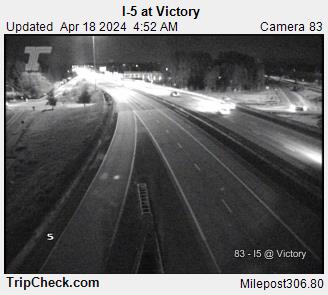 I-5 at Victory
Updated Apr 18 2024 4:52 AM Camera 83
T
S
83 - I5 @ Victory
TripCheck.com Milepost306.80